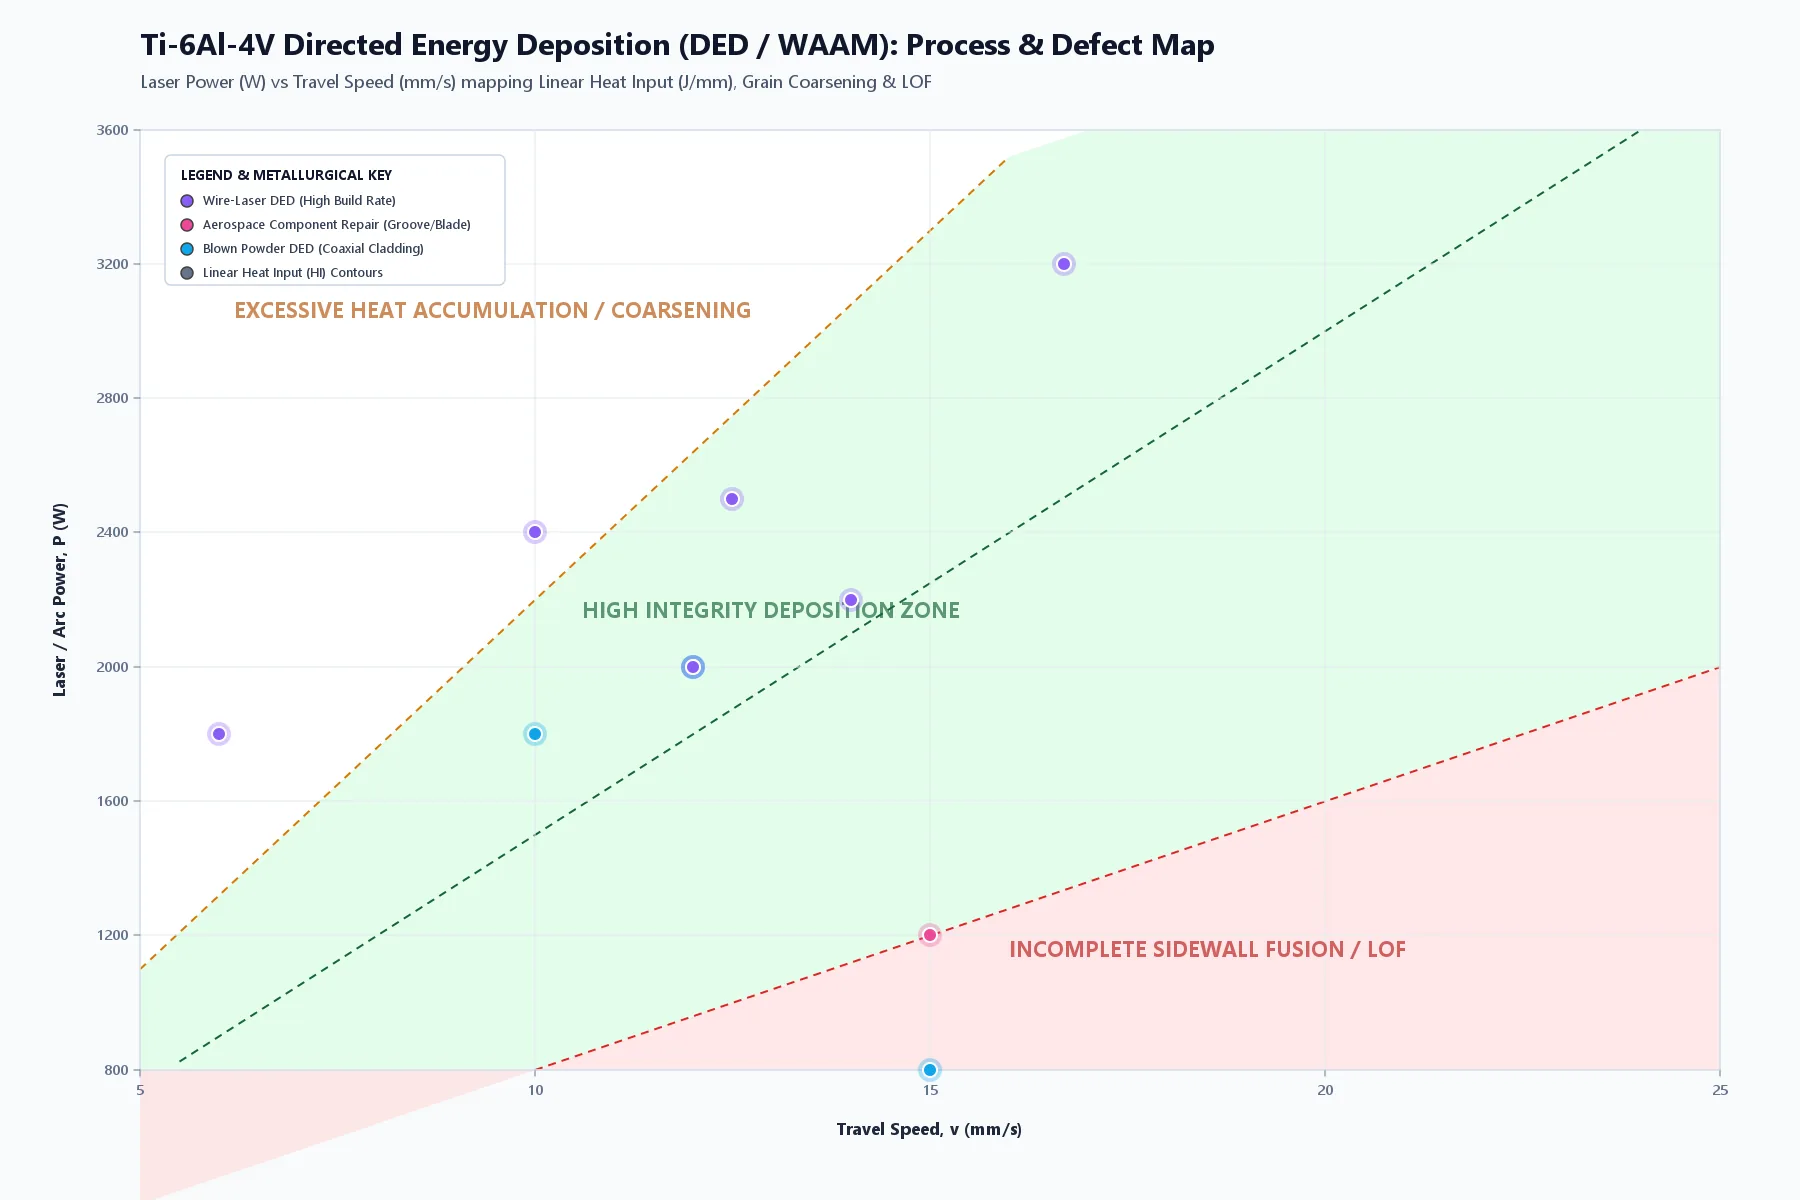 Ti-6Al-4V Directed Energy Deposition (DED / WAAM): Process & Defect Map
Laser Power (W) vs Travel Speed (mm/s) mapping Linear Heat Input (J/mm), Grain Coarsening & LOF
3600
LEGEND & METALLURGICAL KEY
Wire-Laser DED (High Build Rate)
Aerospace Component Repair (Groove/Blade)
Blown Powder DED (Coaxial Cladding)
Linear Heat Input (HI) Contours
3200
EXCESSIVE HEAT ACCUMULATION / COARSENING
2800
2400
HIGH INTEGRITY DEPOSITION ZONE
Laser / Arc Power, P (W)
2000
1600
1200
INCOMPLETE SIDEWALL FUSION / LOF
800
5 10 15 20 25
Travel Speed, v (mm/s)